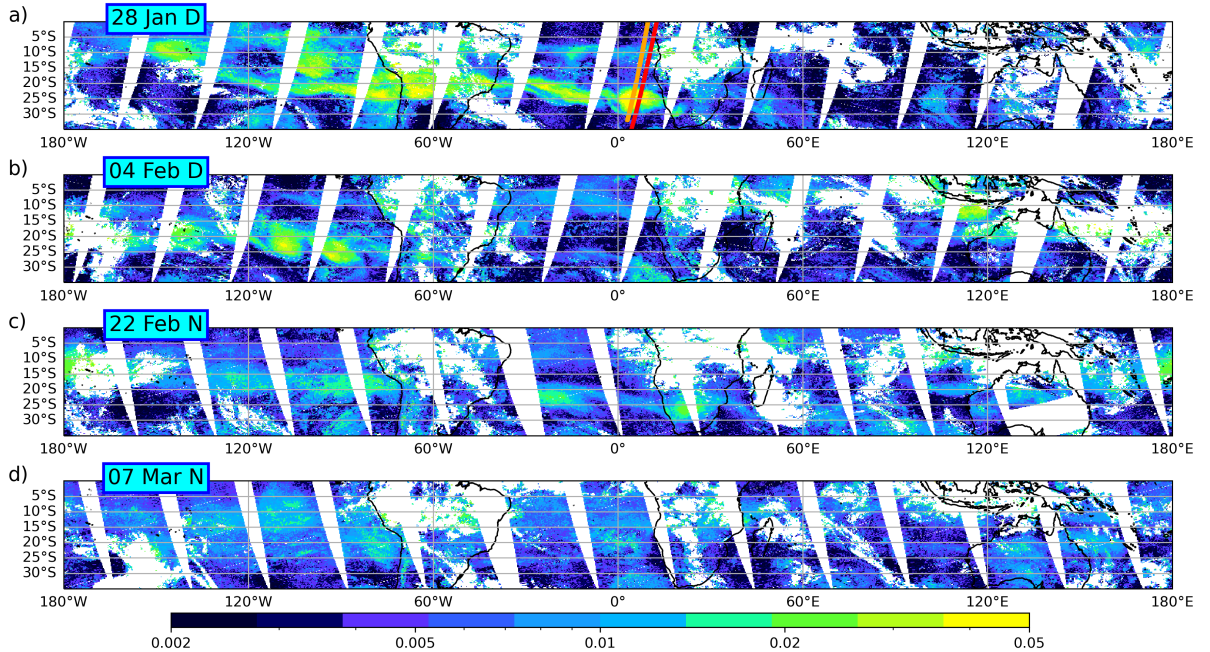 a)
28 Jan D
5°S
10°S
15°S
20°S
25°S
30°S
180°W 120°W 60°W 0° 60°E 120°E 180°E
b)
04 Feb D
5°S
10°S
15°S
20°S
25°S
30°S
180°W 120°W 60°W 0° 60°E 120°E 180°E
c)
22 Feb N
5°S
10°S
15°S
20°S
25°S
30°S
180°W 120°W 60°W 0° 60°E 120°E 180°E
d)
07 Mar N
5°S
10°S
15°S
20°S
25°S
30°S
180°W 120°W 60°W 0° 60°E 120°E 180°E
0.002 0.005 0.01 0.02 0.05